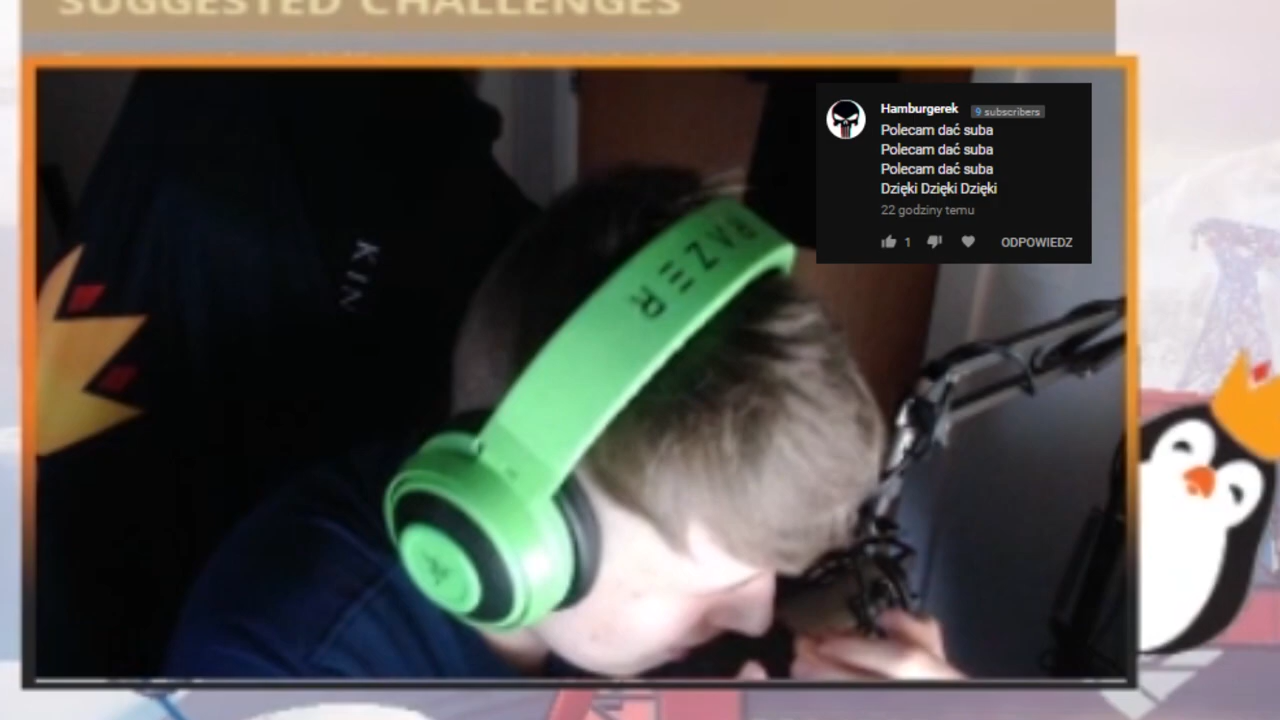 SUGGESTED CHALLENGES
KIN
RAZER
Hamburgerek 9 subscribers
Polecam dać suba
Polecam dać suba
Polecam dać suba
Dzięki Dzięki Dzięki
22 godziny temu
1 ODPOWIEDZ